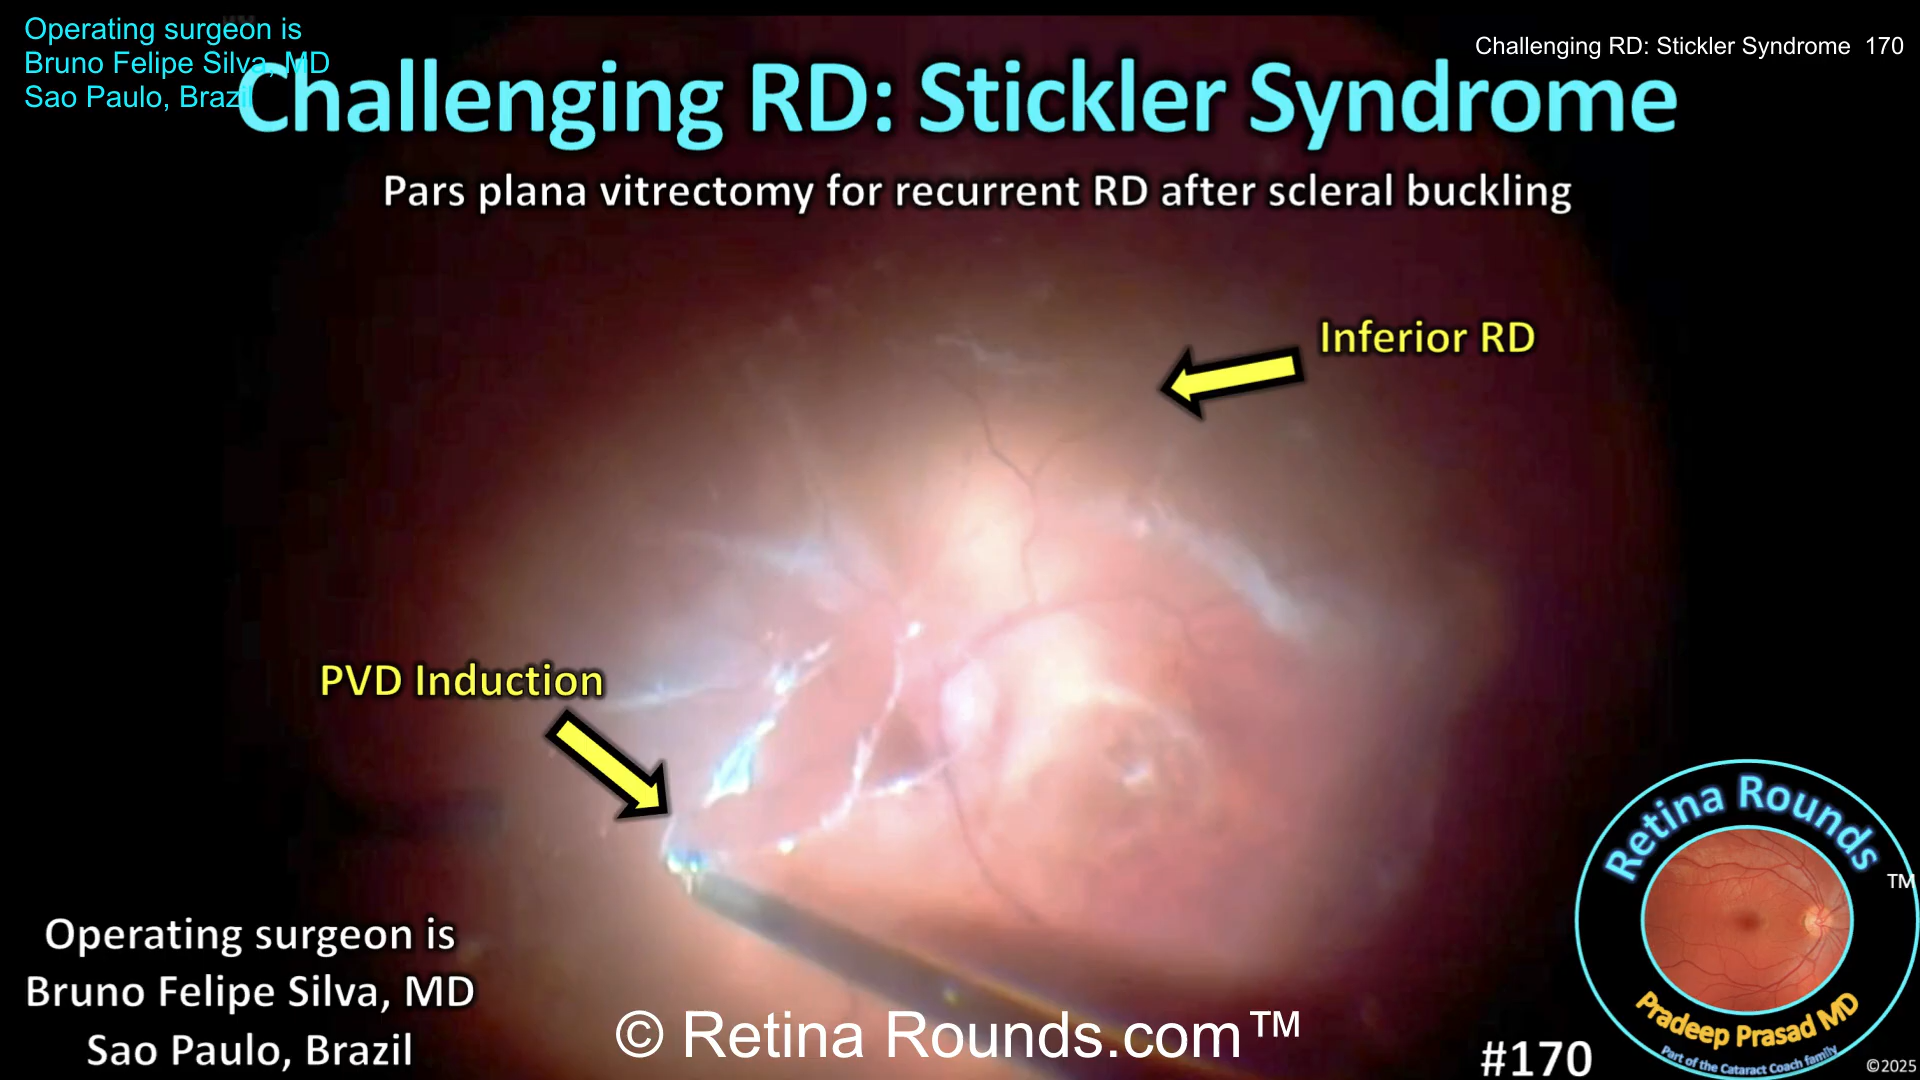 Operating surgeon is
Bruno Felipe Silva, MD
Sao Paulo, Brazil
Challenging RD: Stickler Syndrome 170
Challenging RD: Stickler Syndrome
Pars plana vitrectomy for recurrent RD after scleral buckling
Inferior RD
PVD Induction
Operating surgeon is
Bruno Felipe Silva, MD
Sao Paulo, Brazil
© Retina Rounds.com™
#170
Retina Rounds
TM
Pradeep Prasad MD
Part of the Cataract Coach family
©2025